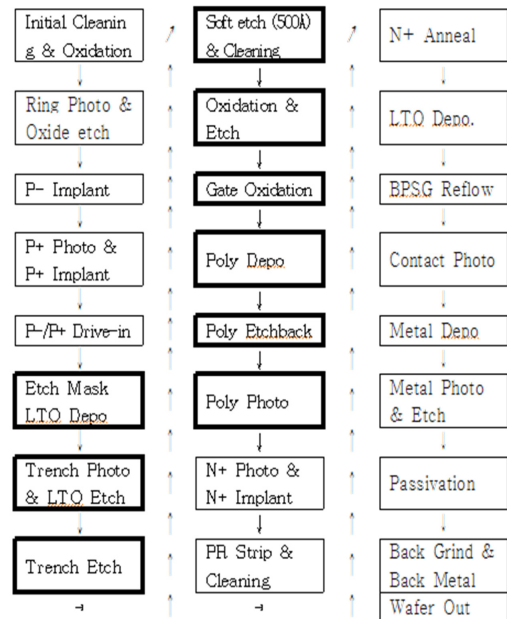 Initial Cleanin
g & Oxidation
Ring Photo &
Oxide etch
P- Implant
P+ Photo &
P+ Implant
P-/P+ Drive-in
Etch Mask
LTO Depo
Trench Photo
& LTO Etch
Trench Etch
Soft etch (500Å)
& Cleaning
Oxidation &
Etch
Gate Oxidation
Poly Depo
Poly Etchback
Poly Photo
N+ Photo &
N+ Implant
PR Strip &
Cleaning
N+ Anneal
LTO Depo.
BPSG Reflow
Contact Photo
Metal Depo
Metal Photo
& Etch
Passivation
Back Grind &
Back Metal
Wafer Out